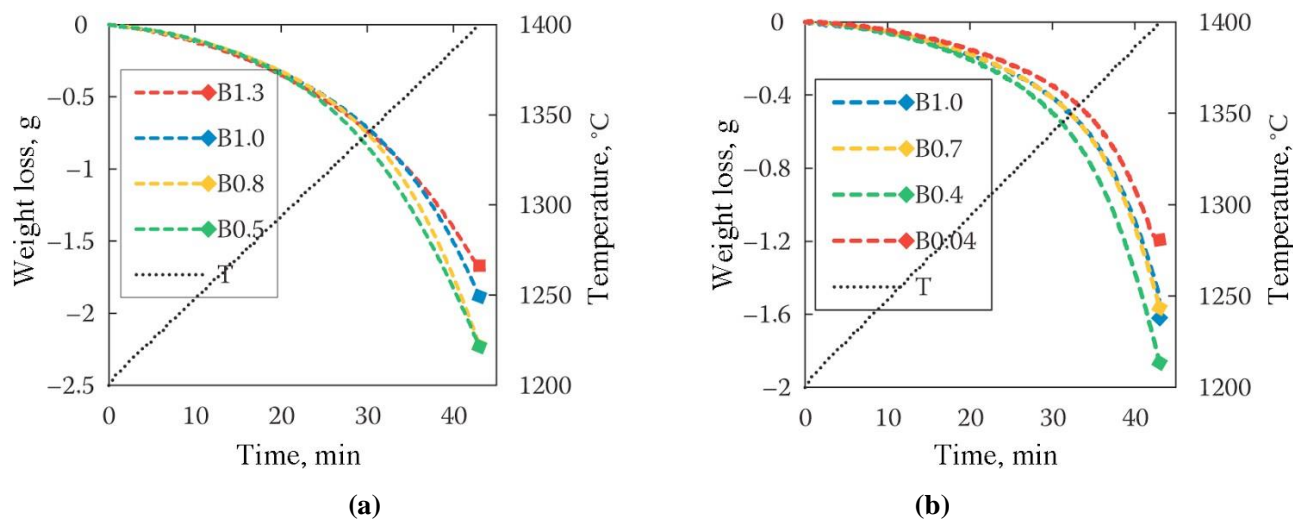 0
−0.5
−1
−1.5
−2
−2.5
Weight loss, g
B1.3
B1.0
B0.8
B0.5
T
1400
1350
1300
1250
1200
Temperature, °C
0 10 20 30 40
Time, min
(a)
0
−0.4
−0.8
−1.2
−1.6
−2
Weight loss, g
B1.0
B0.7
B0.4
B0.04
T
1400
1350
1300
1250
1200
Temperature, °C
0 10 20 30 40
Time, min
(b)